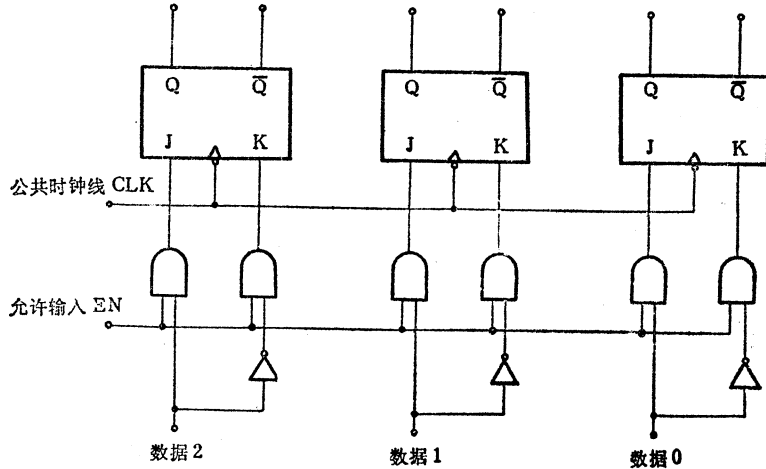 Q Q̅ Q Q̅ Q Q̅
J K J K J K
公共时钟线 CLK
允许输入 EN
数据2 数据1 数据0